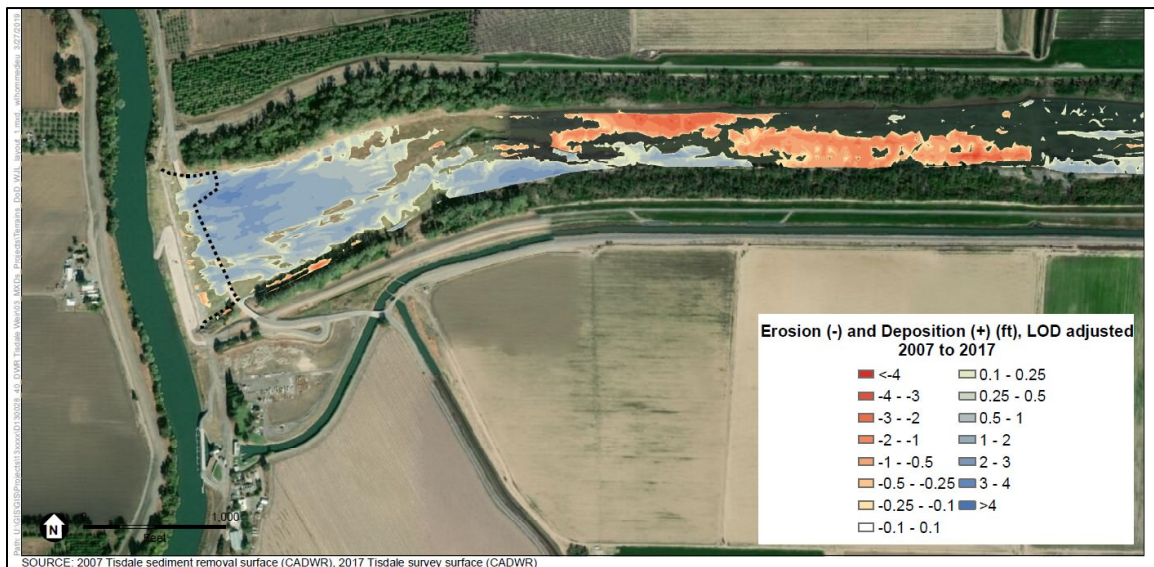 Erosion (-) and Deposition (+) (ft), LOD adjusted
2007 to 2017
<-4
-4 - -3
-3 - -2
-2 - -1
-1 - -0.5
-0.5 - -0.25
-0.25 - -0.1
-0.1 - 0.1
0.1 - 0.25
0.25 - 0.5
0.5 - 1
1 - 2
2 - 3
3 - 4
>4
N
1,000
Feet
SOURCE: 2007 Tisdale sediment removal surface (CADWR), 2017 Tisdale survey surface (CADWR)